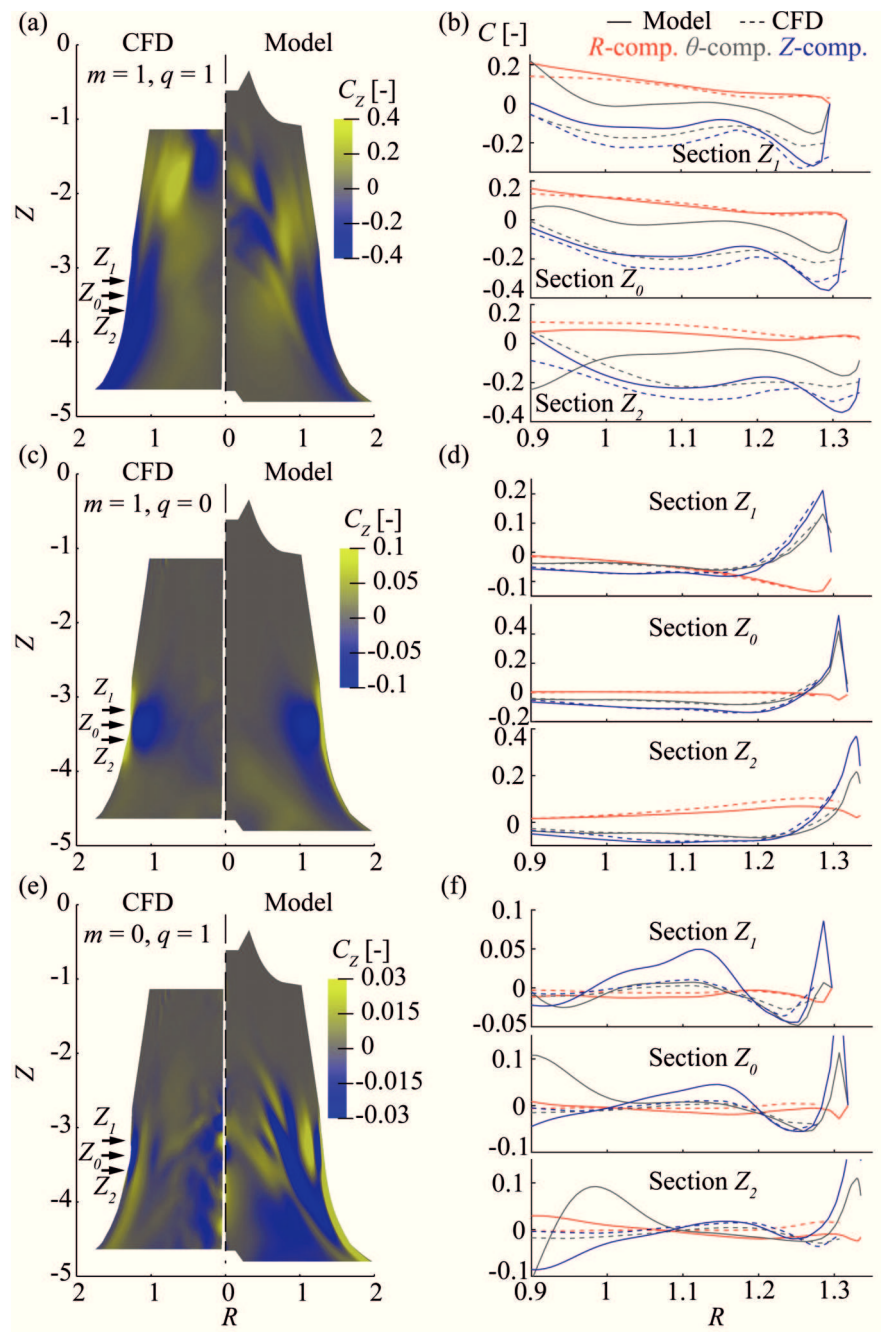 (a)
CFD
Model
m = 1, q = 1
C_Z [-]
0.4
0.2
0
-0.2
-0.4
0
-1
-2
-3
-4
-5
Z
Z_1
Z_0
Z_2
2
1
0
1
2
(b)
Model
CFD
C [-]
R-comp. θ-comp. Z-comp.
0.2
0
-0.2
Section Z_1
0.2
0
-0.2
-0.4
Section Z_0
0.2
0
-0.2
-0.4
Section Z_2
0.9
1
1.1
1.2
1.3
(c)
CFD
Model
m = 1, q = 0
C_Z [-]
0.1
0.05
0
-0.05
-0.1
0
-1
-2
-3
-4
-5
Z
Z_1
Z_0
Z_2
2
1
0
1
2
(d)
Section Z_1
0.2
0.1
0
-0.1
Section Z_0
0.4
0.2
0
-0.2
Section Z_2
0.4
0.2
0
0.9
1
1.1
1.2
1.3
(e)
CFD
Model
m = 0, q = 1
C_Z [-]
0.03
0.015
0
-0.015
-0.03
0
-1
-2
-3
-4
-5
Z
Z_1
Z_0
Z_2
2
1
0
1
2
R
(f)
Section Z_1
0.05
0
-0.05
Section Z_0
0.1
0
-0.1
Section Z_2
0.1
0
-0.1
0.9
1
1.1
1.2
1.3
R